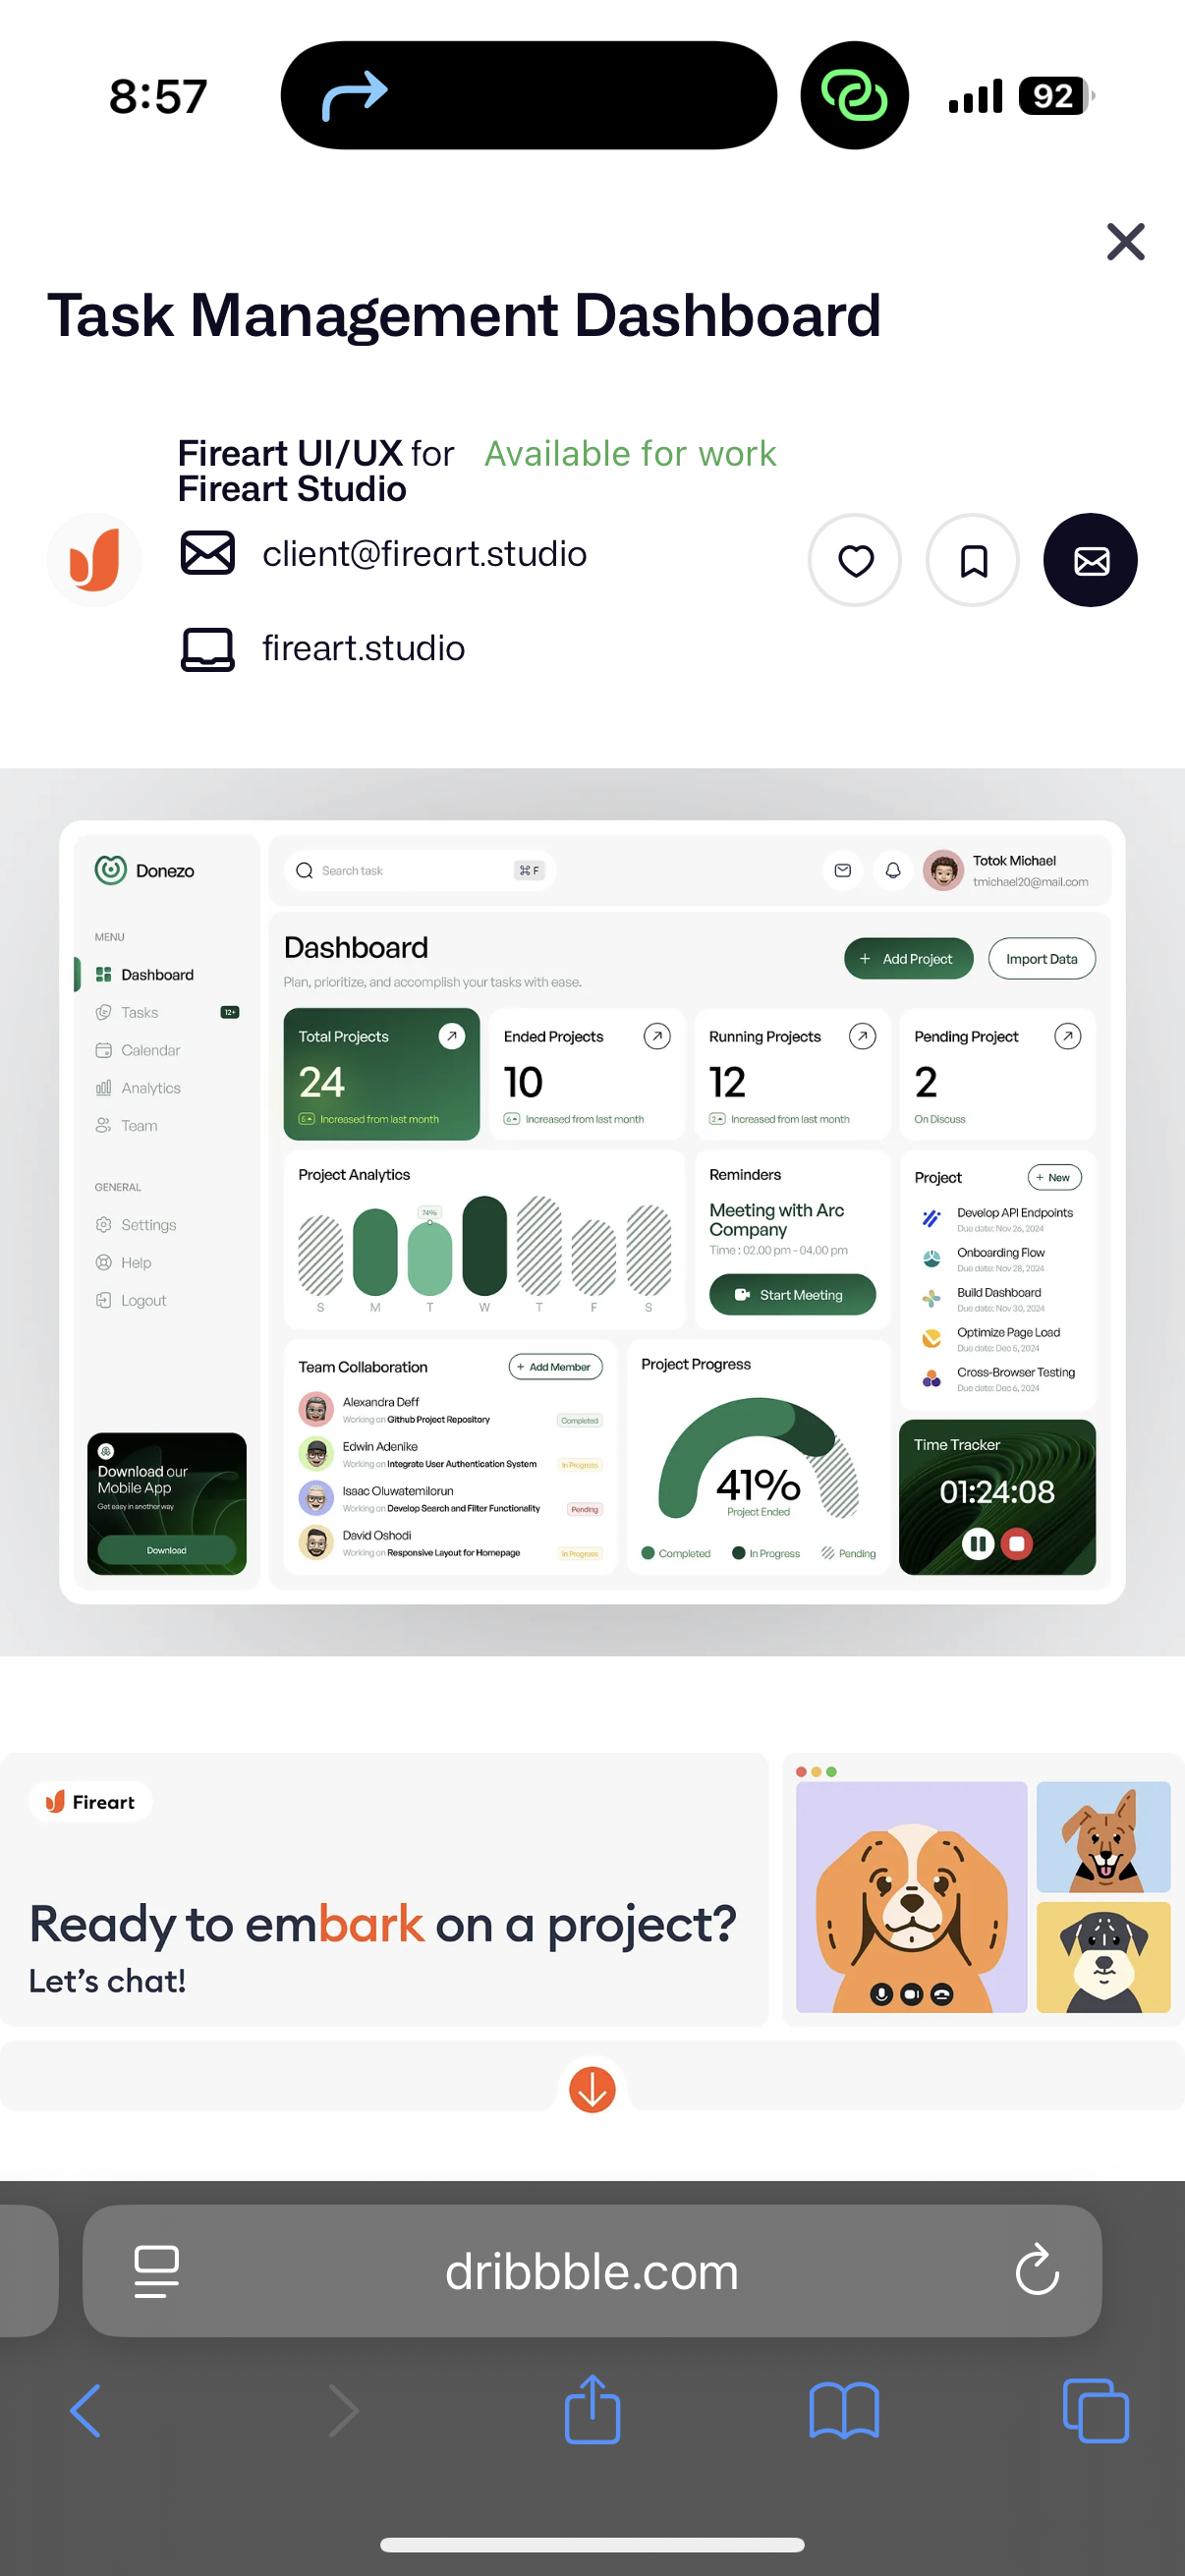 8:57
92
Task Management Dashboard
Fireart UI/UX for Available for work
Fireart Studio
client@fireart.studio
fireart.studio
Donezo
Search task
⌘ F
Totok Michael
tmichael20@mail.com
MENU
Dashboard
Tasks
12+
Calendar
Analytics
Team
GENERAL
Settings
Help
Logout
Download our
Mobile App
Get easy in another way
Download
Dashboard
Plan, prioritize, and accomplish your tasks with ease.
+ Add Project
Import Data
Total Projects
24
5 Increased from last month
Ended Projects
10
6 Increased from last month
Running Projects
12
2 Increased from last month
Pending Project
2
On Discuss
Project Analytics
74%
S M T W T F S
Reminders
Meeting with Arc
Company
Time : 02.00 pm - 04.00 pm
Start Meeting
Project
+ New
Develop API Endpoints
Due date: Nov 26, 2024
Onboarding Flow
Due date: Nov 28, 2024
Build Dashboard
Due date: Nov 30, 2024
Optimize Page Load
Due date: Dec 5, 2024
Cross-Browser Testing
Due date: Dec 6, 2024
Team Collaboration
+ Add Member
Alexandra Deff
Working on Github Project Repository
Completed
Edwin Adenike
Working on Integrate User Authentication System
In Progress
Isaac Oluwatemilorun
Working on Develop Search and Filter Functionality
Pending
David Oshodi
Working on Responsive Layout for Homepage
In Progress
Project Progress
41%
Project Ended
Completed In Progress Pending
Time Tracker
01:24:08
Fireart
Ready to embark on a project?
Let's chat!
dribbble.com